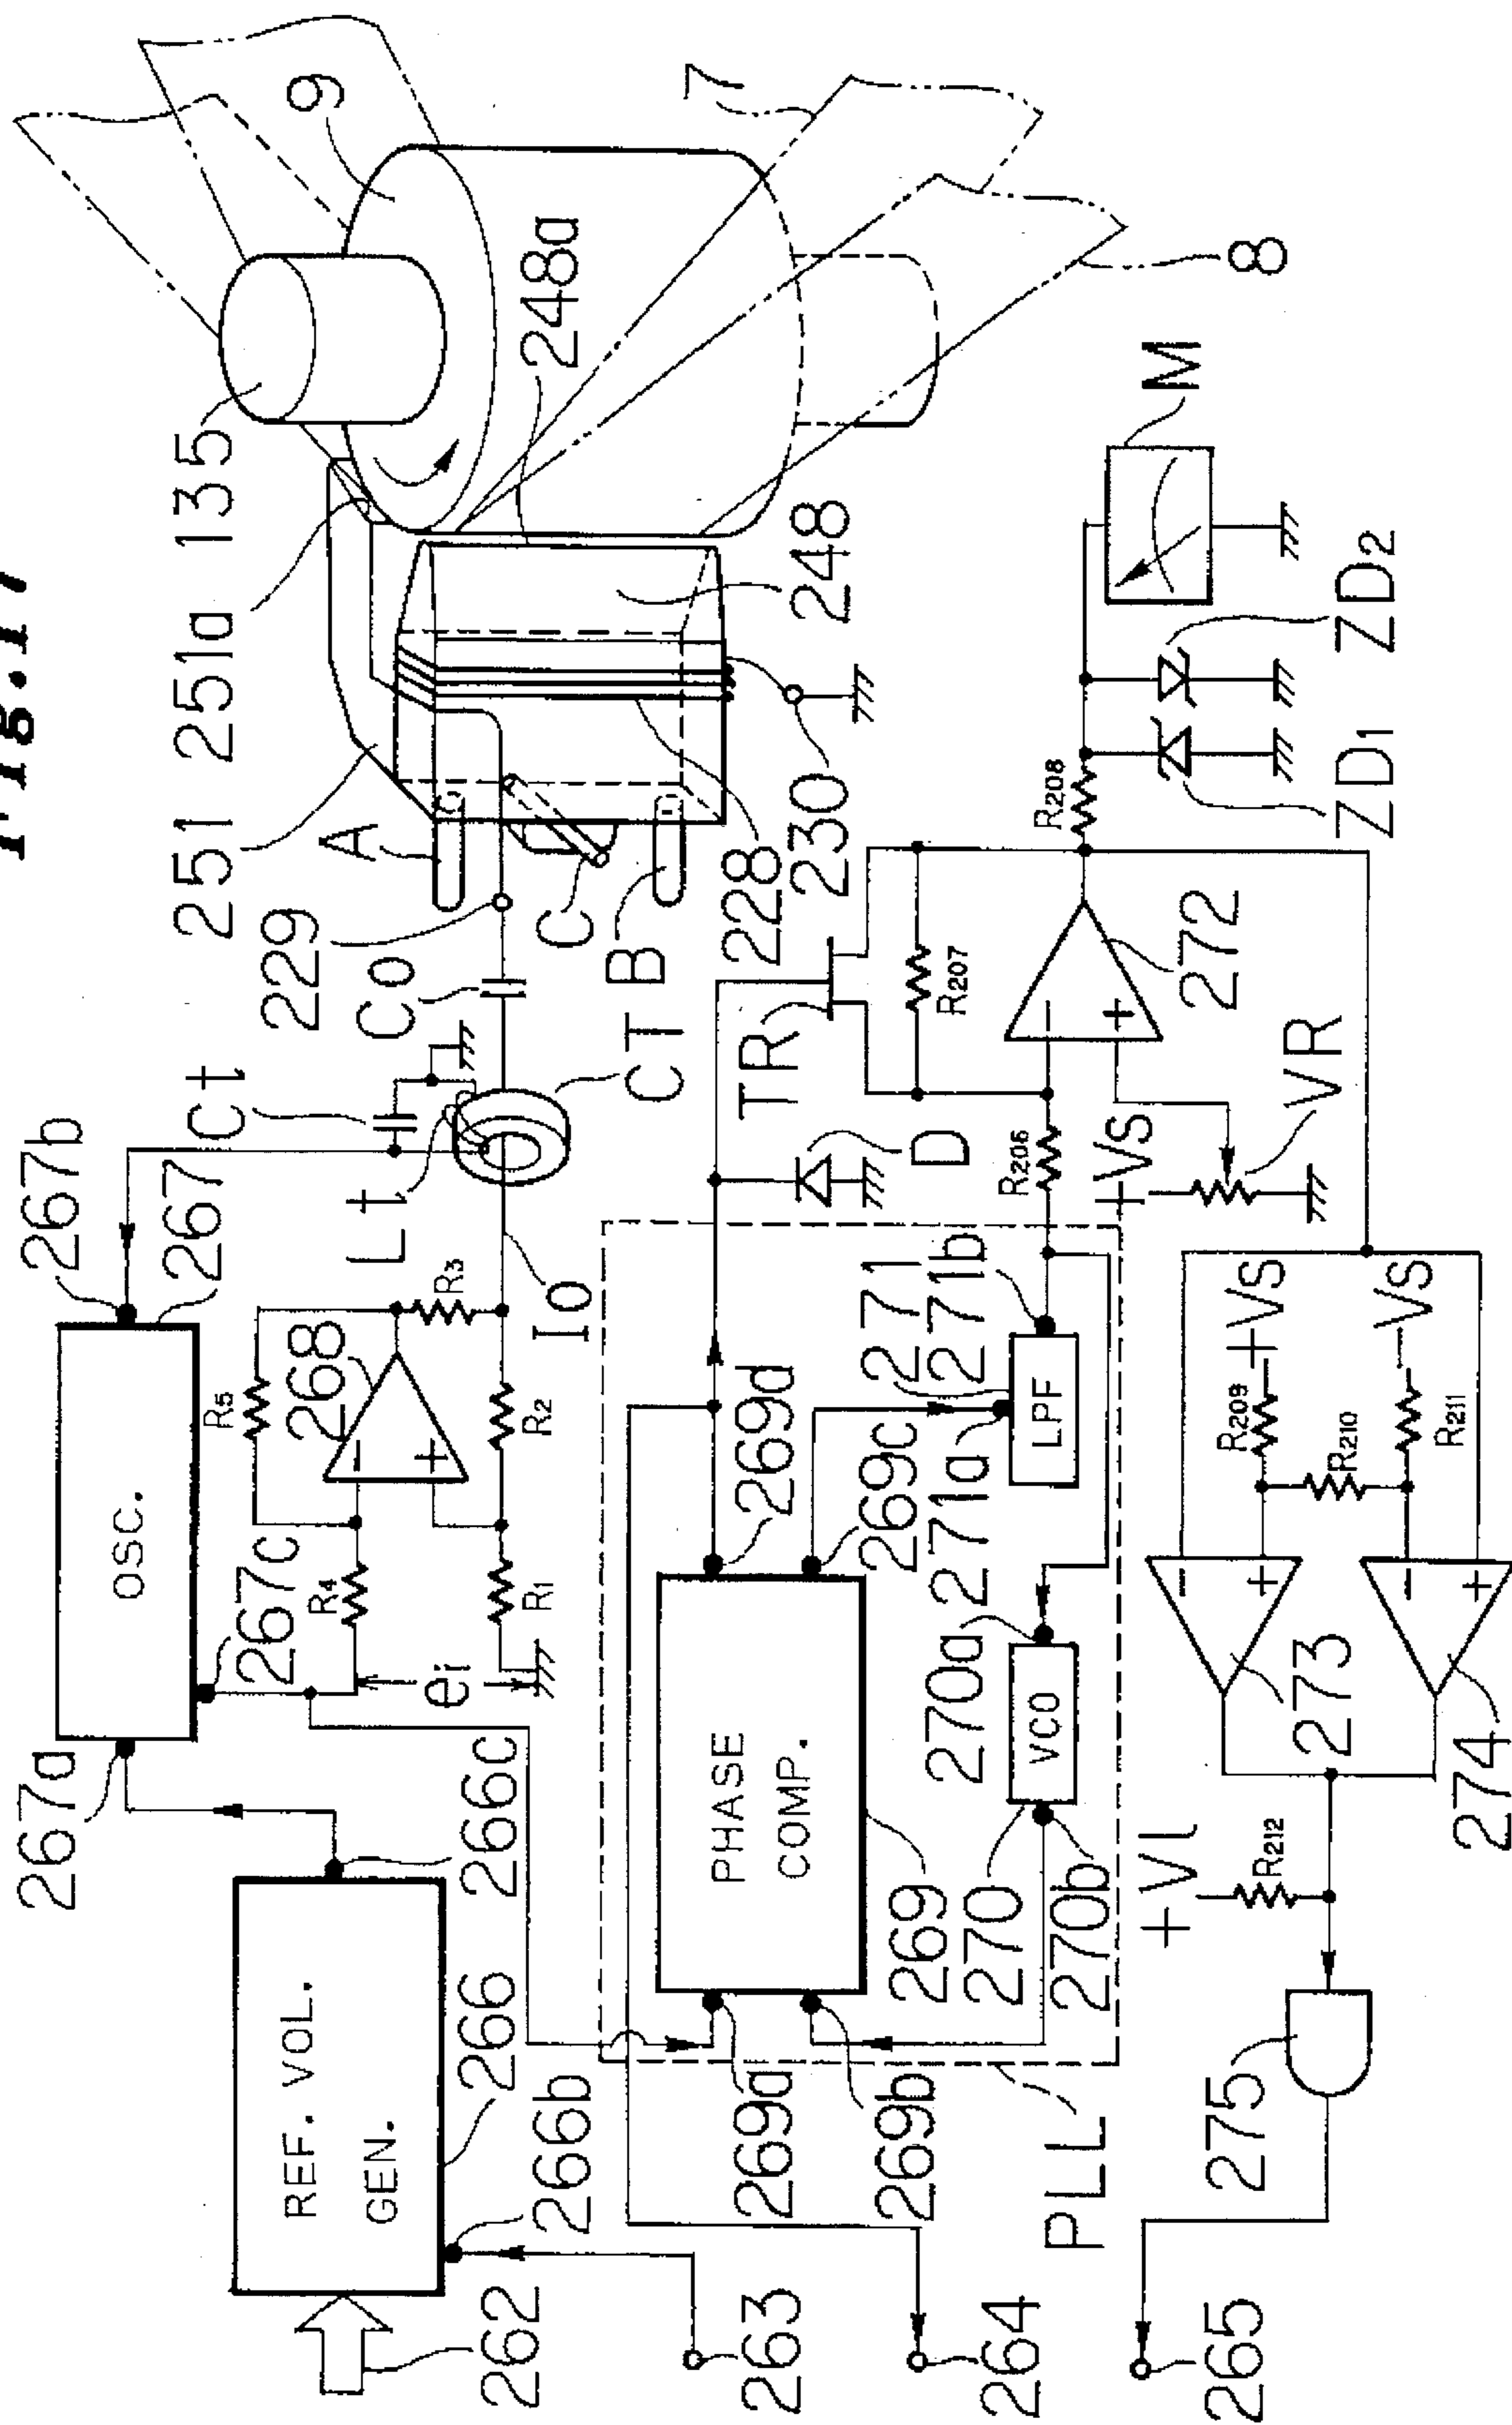 Fig.17
267b
267
267a
267c
OSC.
Ct
Lt
CT
Co
229
A
C
B
251
251a
135
9
7
8
248a
248
228
230
Io
R5
268
R3
R4
R2
R1
ei
-
+
REF. VOL.
GEN.
266
266b
266c
262
263
264
265
PHASE
COMP.
269
269a
269b
269c
269d
LPF
271
271a
271b
VCO
270
270a
270b
PLL
D
TR
R206
R207
R208
-
+
272
+VS
VR
ZD1
ZD2
M
+VS
-VS
R209
R210
R211
-
+
273
-
+
274
+Vl
R212
275